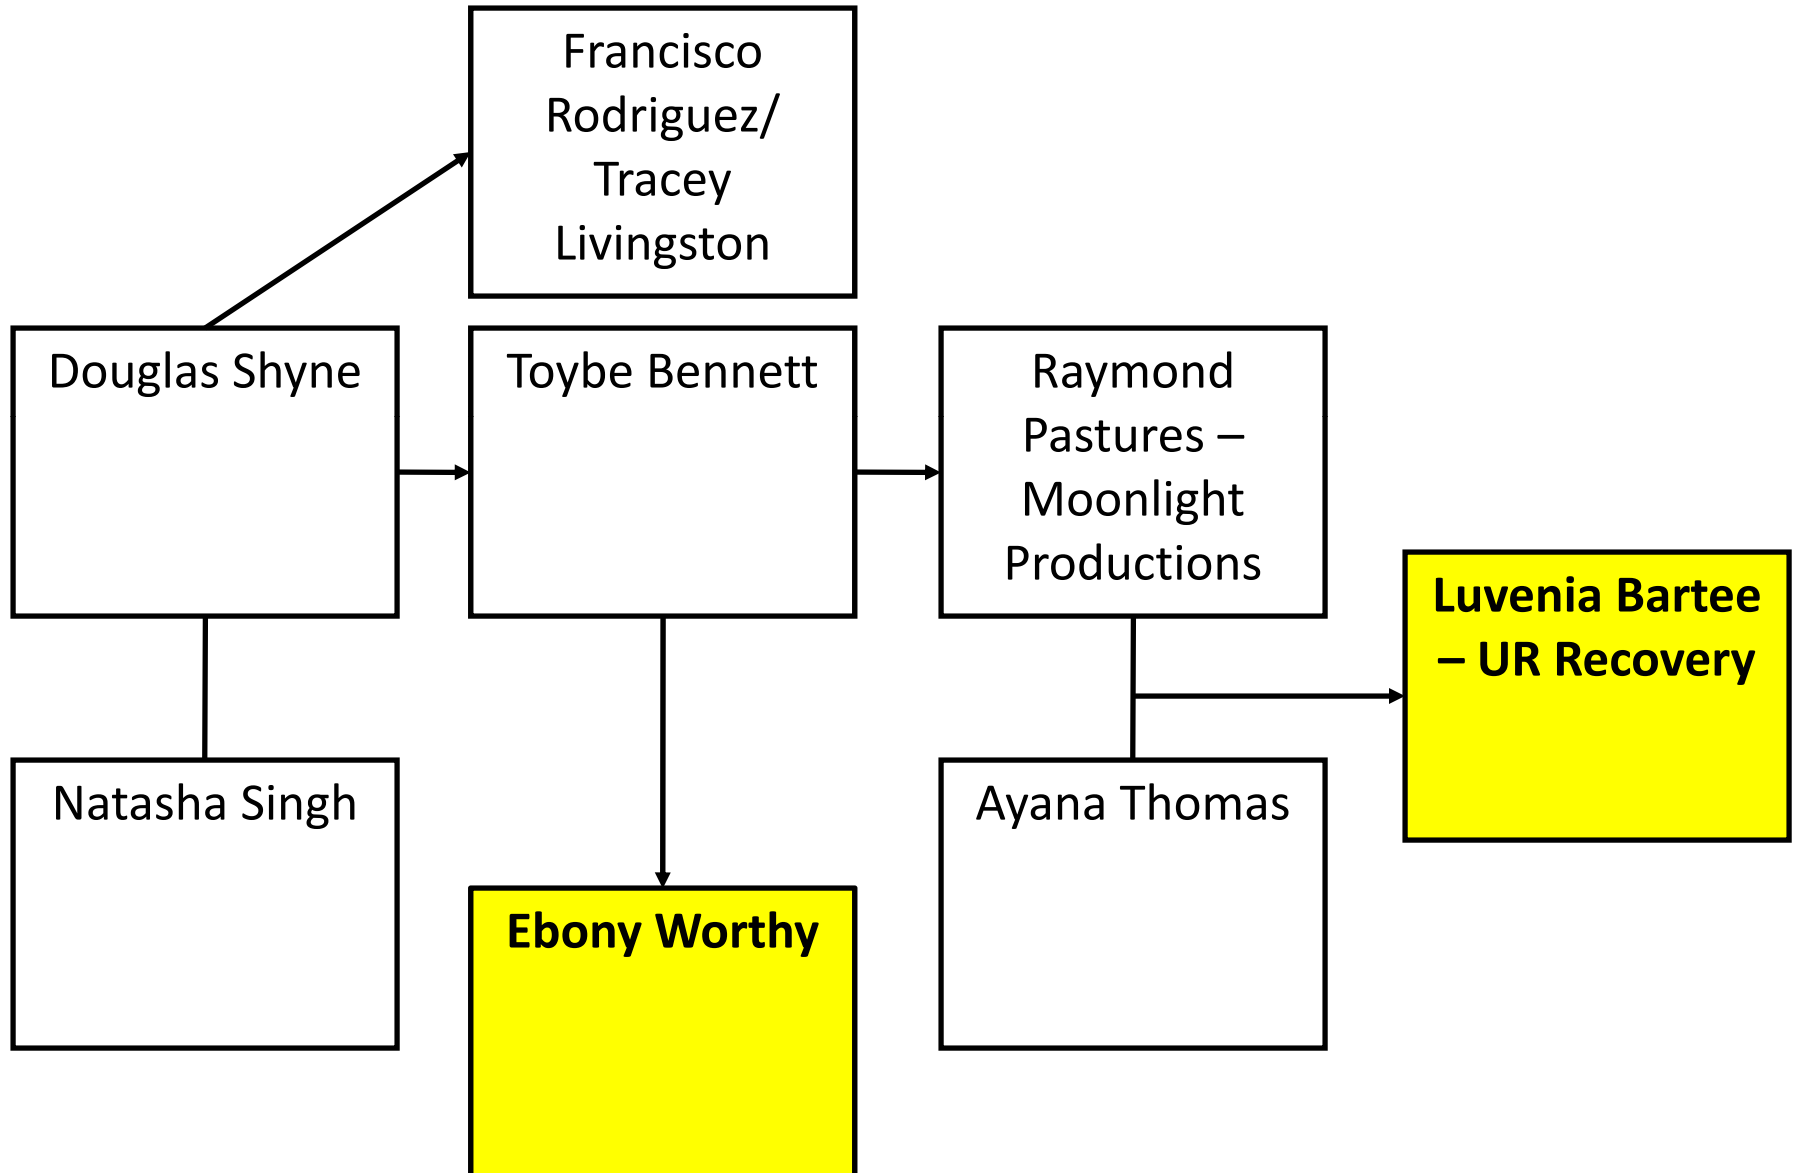 Francisco
Rodriguez/
Tracey
Livingston
Douglas Shyne
Toybe Bennett
Raymond
Pastures –
Moonlight
Productions
Luvenia Bartee
– UR Recovery
Natasha Singh
Ayana Thomas
Ebony Worthy